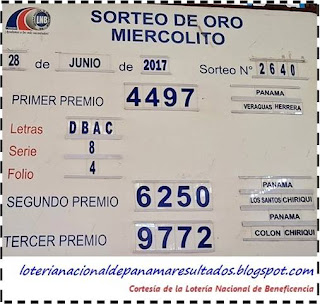 LNB
SORTEO DE ORO
MIERCOLITO
28 de JUNIO de 2017 Sorteo Nº 2640
PRIMER PREMIO 4497 PANAMA
VERAGUAS HERRERA
Letras DBAC
Serie 8
Folio 4
SEGUNDO PREMIO 6250 PANAMA
LOS SANTOS CHIRIQUI
TERCER PREMIO 9772 PANAMA
COLON CHIRIQUI
loterianacionaldepanamaresultados.blogspot.com
Cortesía de la Lotería Nacional de Beneficencia